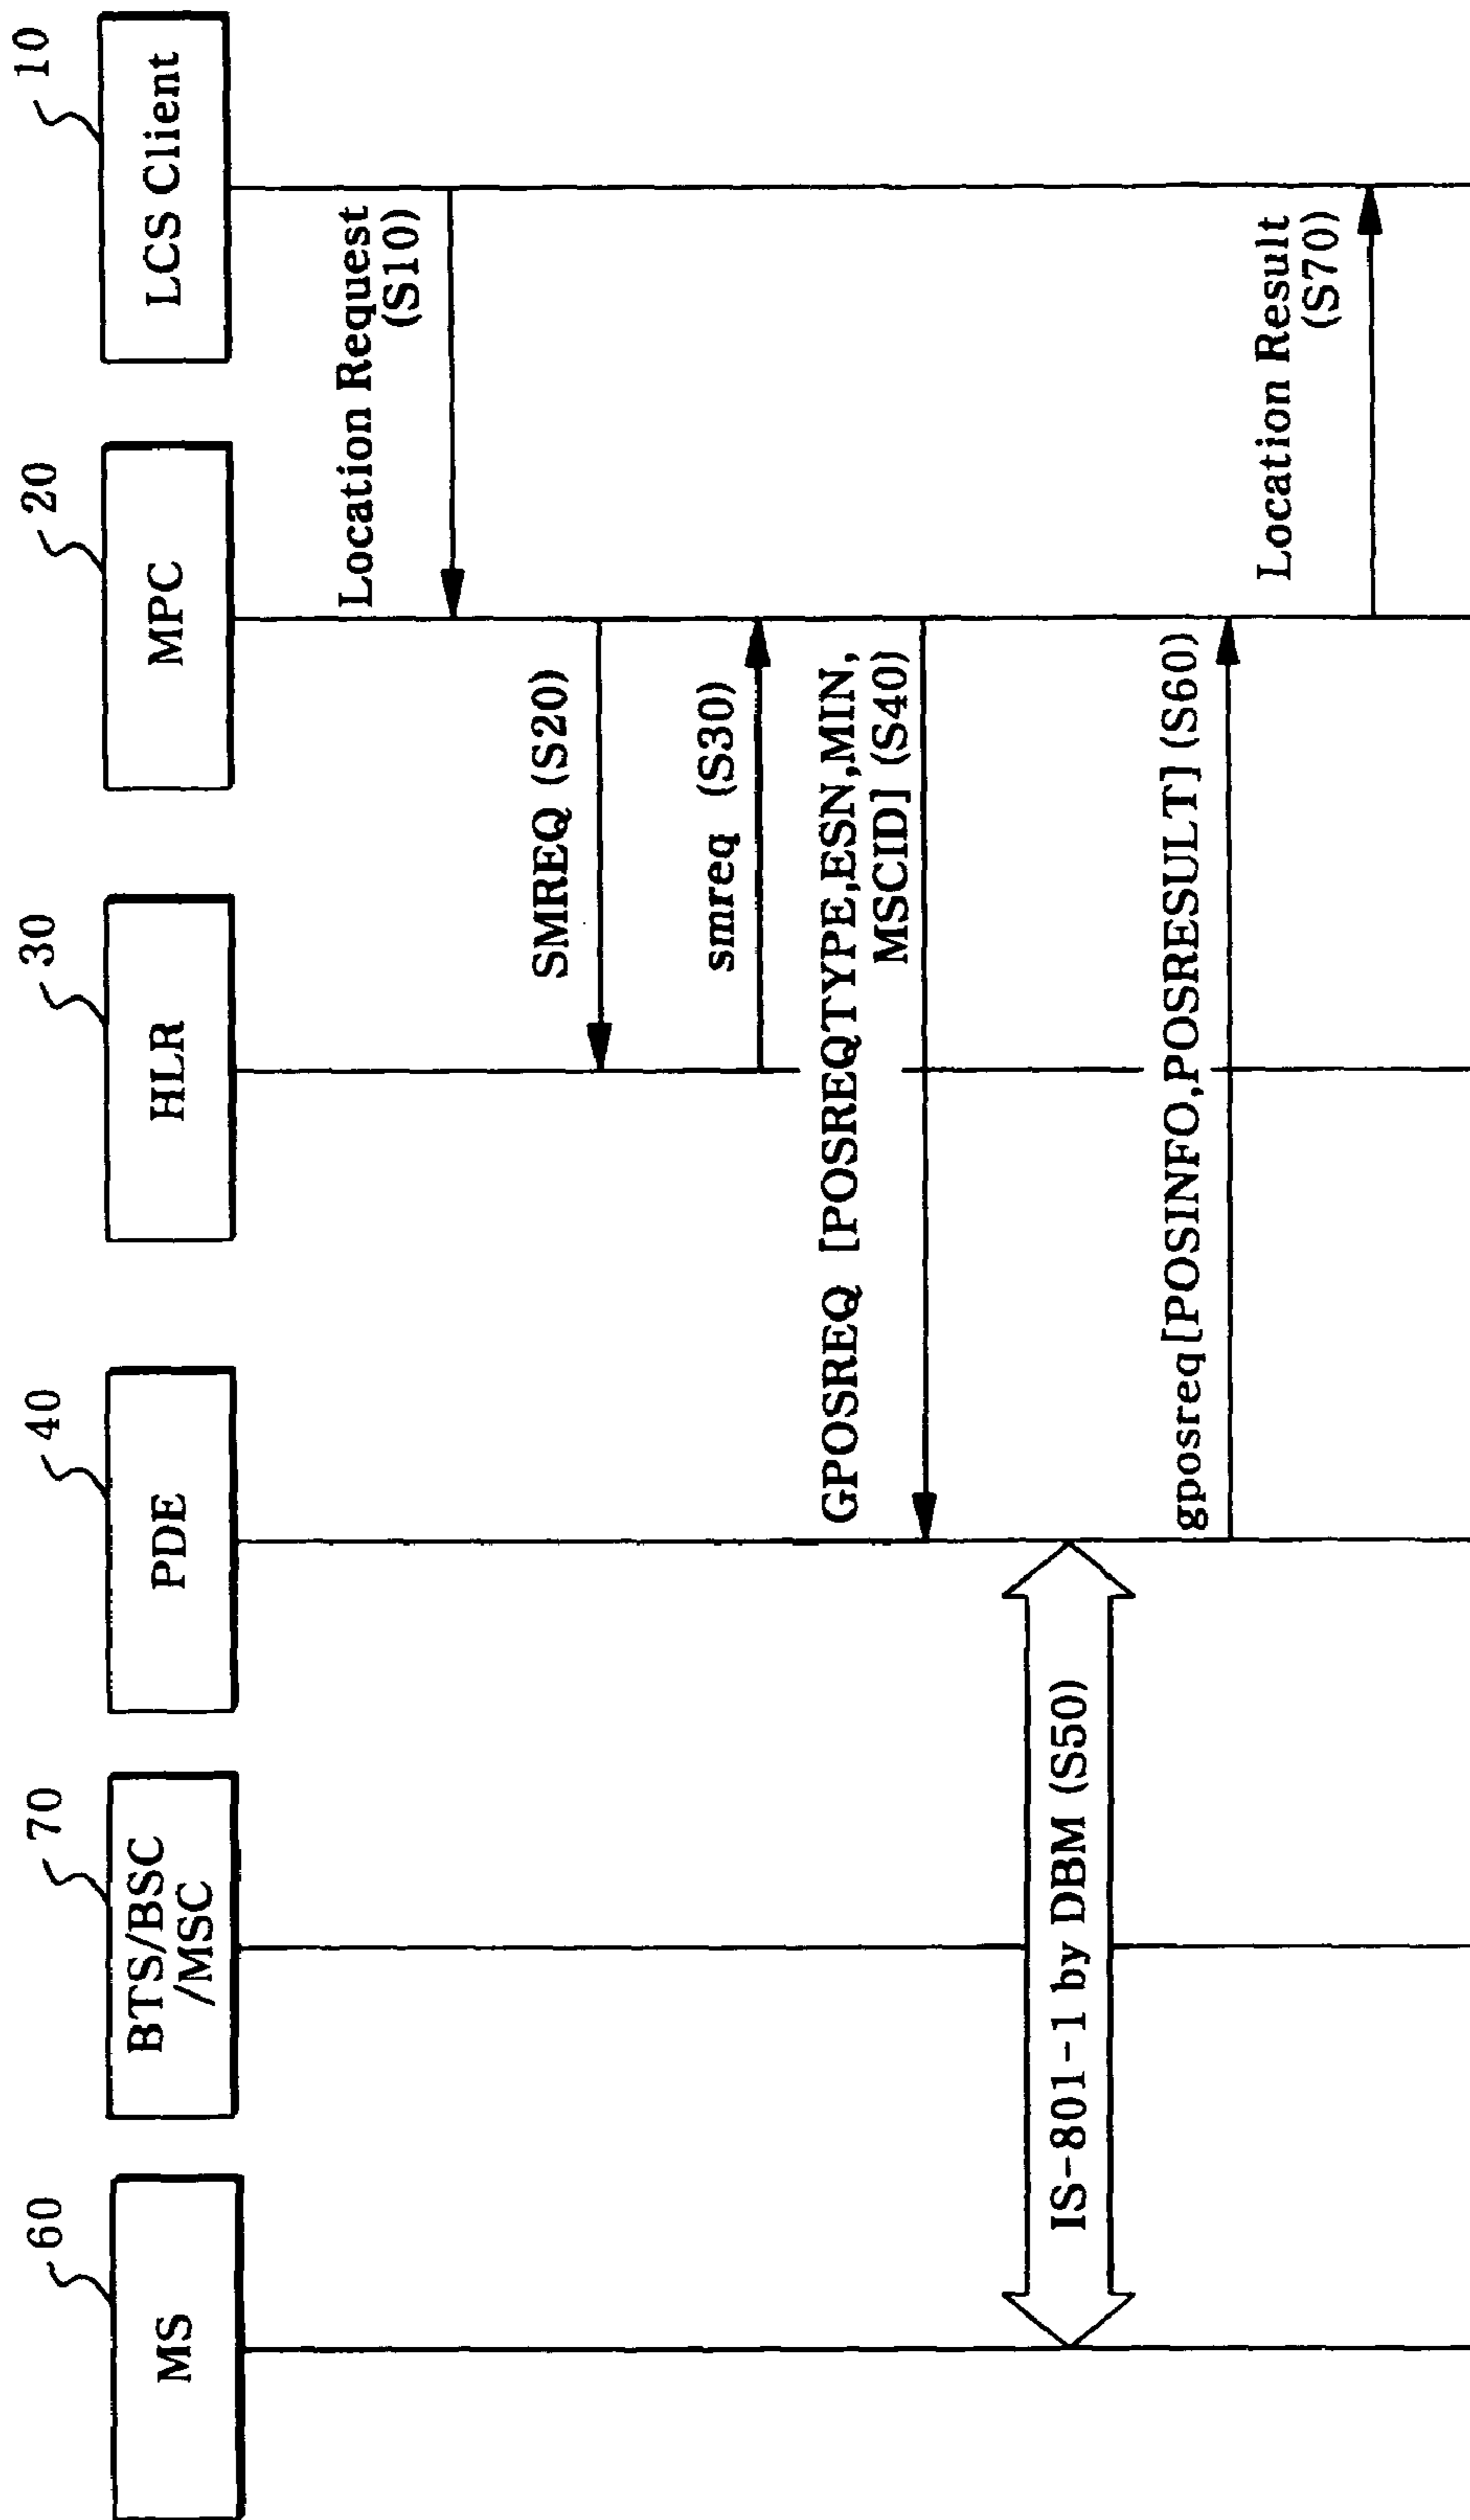 60
70
40
30
20
10
MS
BTS/BSC
/MSC
PDE
HLR
MPC
LCS Client
Location Request
(S10)
SMREQ (S20)
smreq (S30)
GPOSREQ [POSREQTYPE,ESN,MIN,
MSCID] (S40)
IS-801-1 by DBM (S50)
gposreq[POSINFO,POSRESULT] (S60)
Location Result
(S70)